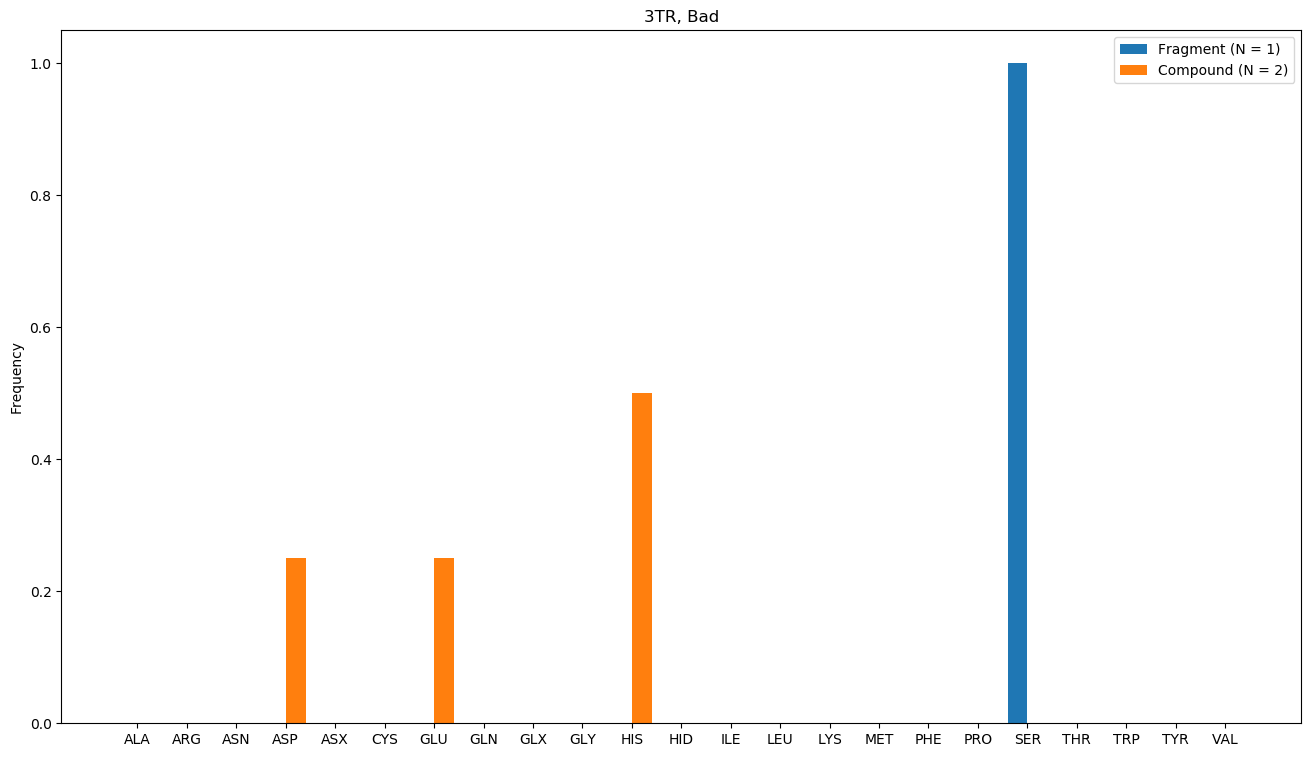 3TR, Bad
Fragment (N = 1)
Compound (N = 2)
1.0
0.8
0.6
0.4
0.2
0.0
Frequency
ALA ARG ASN ASP ASX CYS GLU GLN GLX GLY HIS HID ILE LEU LYS MET PHE PRO SER THR TRP TYR VAL